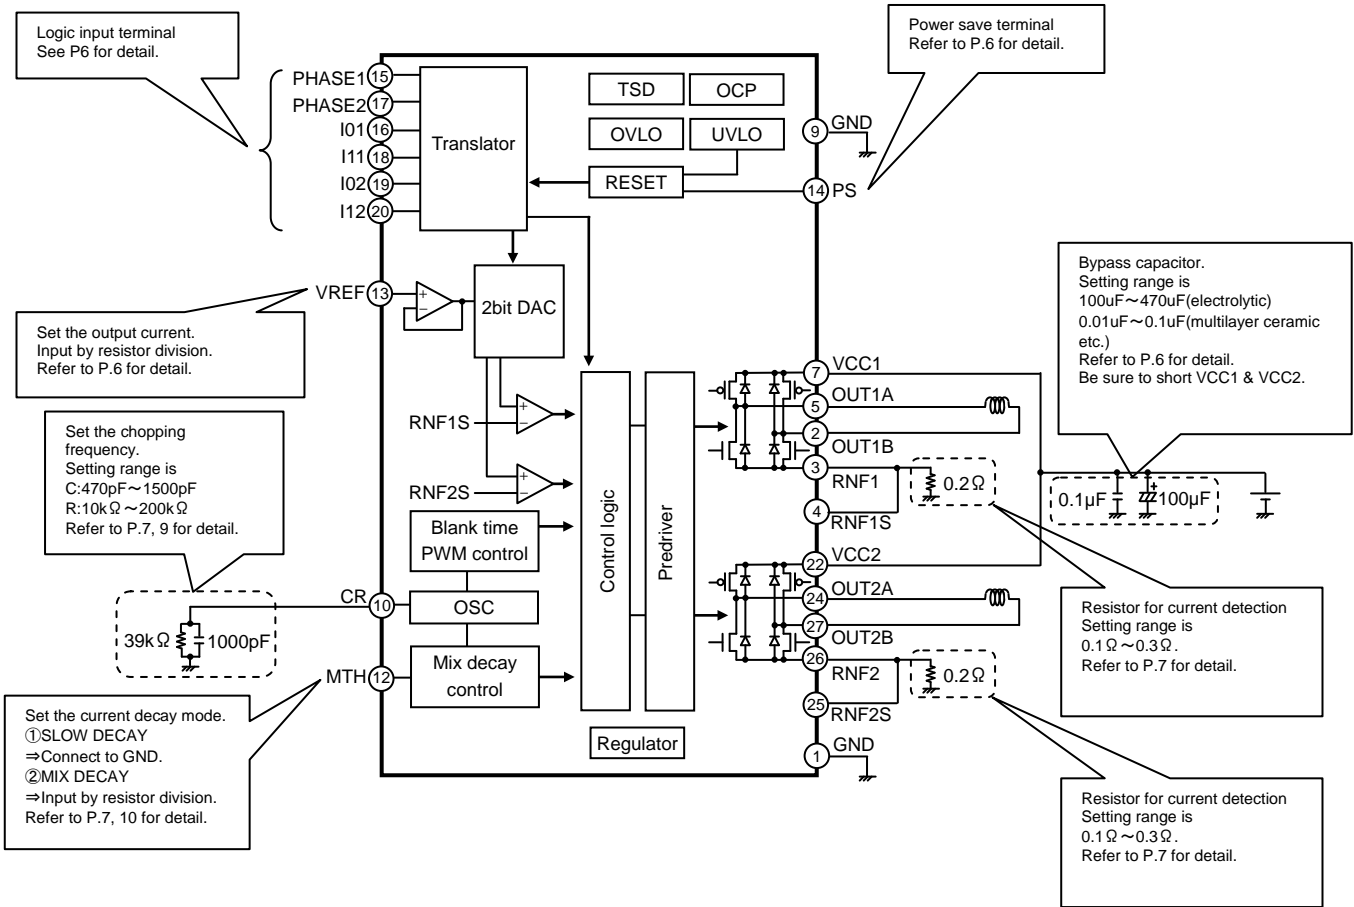 Logic input terminal
See P6 for detail.
Power save terminal
Refer to P.6 for detail.
PHASE1 15
PHASE2 17
I01 16
I11 18
I02 19
I12 20
Translator
TSD
OCP
OVLO
UVLO
RESET
9 GND
14 PS
VREF 13
+
−
2bit DAC
Set the output current.
Input by resistor division.
Refer to P.6 for detail.
Bypass capacitor.
Setting range is
100uF～470uF(electrolytic)
0.01uF～0.1uF(multilayer ceramic
etc.)
Refer to P.6 for detail.
Be sure to short VCC1 & VCC2.
Set the chopping
frequency.
Setting range is
C:470pF～1500pF
R:10kΩ～200kΩ
Refer to P.7, 9 for detail.
RNF1S
+
−
RNF2S
+
−
Blank time
PWM control
CR 10
OSC
39kΩ
1000pF
MTH 12
Mix decay
control
Control logic
Predriver
Regulator
7 VCC1
5 OUT1A
2 OUT1B
3 RNF1
0.2Ω
4 RNF1S
22 VCC2
24 OUT2A
27 OUT2B
26 RNF2
0.2Ω
25 RNF2S
1 GND
0.1µF
+
100µF
Set the current decay mode.
①SLOW DECAY
⇒Connect to GND.
②MIX DECAY
⇒Input by resistor division.
Refer to P.7, 10 for detail.
Resistor for current detection
Setting range is
0.1Ω～0.3Ω.
Refer to P.7 for detail.
Resistor for current detection
Setting range is
0.1Ω～0.3Ω.
Refer to P.7 for detail.